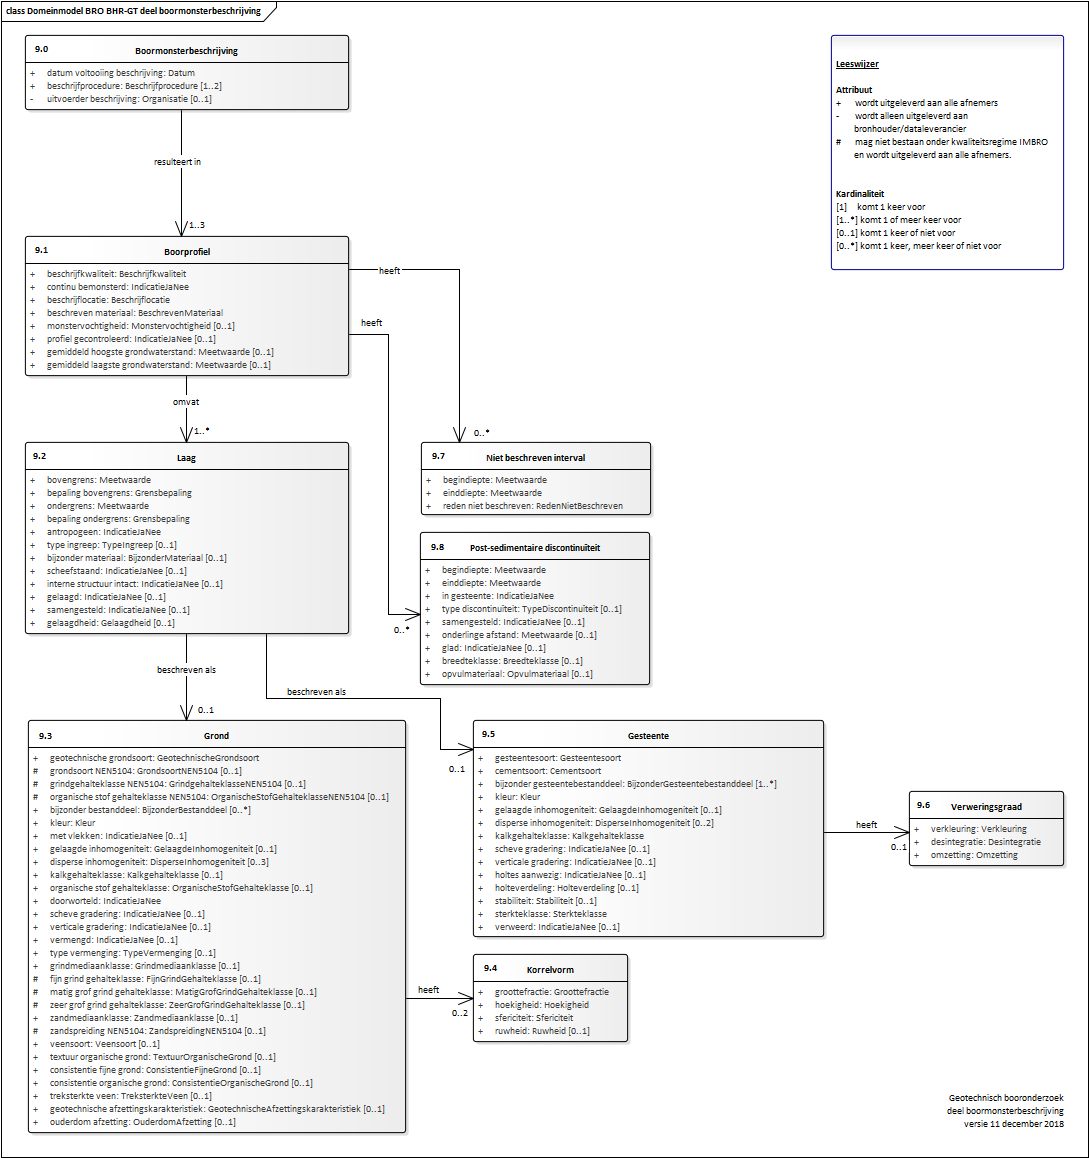 class Domeinmodel BRO BHR-GT deel boormonsterbeschrijving
9.0 Boormonsterbeschrijving
+ datum voltooiing beschrijving: Datum
+ beschrijfprocedure: Beschrijfprocedure [1..2]
- uitvoerder beschrijving: Organisatie [0..1]
Leeswijzer
Attribuut
+ wordt uitgeleverd aan alle afnemers
- wordt alleen uitgeleverd aan
bronhouder/dataleverancier
# mag niet bestaan onder kwaliteitsregime IMBRO
en wordt uitgeleverd aan alle afnemers.
Kardinaliteit
[1] komt 1 keer voor
[1..*] komt 1 of meer keer voor
[0..1] komt 1 keer of niet voor
[0..*] komt 1 keer, meer keer of niet voor
resulteert in
1..3
9.1 Boorprofiel
+ beschrijfkwaliteit: Beschrijfkwaliteit
+ continu bemonsterd: IndicatieJaNee
+ beschrijflocatie: Beschrijflocatie
+ beschreven materiaal: BeschrevenMateriaal
+ monstervochtigheid: Monstervochtigheid [0..1]
+ profiel gecontroleerd: IndicatieJaNee [0..1]
+ gemiddeld hoogste grondwaterstand: Meetwaarde [0..1]
+ gemiddeld laagste grondwaterstand: Meetwaarde [0..1]
heeft
heeft
omvat
1..*
0..*
9.2 Laag
+ bovengrens: Meetwaarde
+ bepaling bovengrens: Grensbepaling
+ ondergrens: Meetwaarde
+ bepaling ondergrens: Grensbepaling
+ antropogeen: IndicatieJaNee
+ type ingreep: TypeIngreep [0..1]
+ bijzonder materiaal: BijzonderMateriaal [0..1]
+ scheefstaand: IndicatieJaNee [0..1]
+ interne structuur intact: IndicatieJaNee [0..1]
+ gelaagd: IndicatieJaNee [0..1]
+ samengesteld: IndicatieJaNee [0..1]
+ gelaagdheid: Gelaagdheid [0..1]
9.7 Niet beschreven interval
+ begindiepte: Meetwaarde
+ einddiepte: Meetwaarde
+ reden niet beschreven: RedenNietBeschreven
9.8 Post-sedimentaire discontinuïteit
+ begindiepte: Meetwaarde
+ einddiepte: Meetwaarde
+ in gesteente: IndicatieJaNee
+ type discontinuïteit: TypeDiscontinuïteit [0..1]
+ samengesteld: IndicatieJaNee [0..1]
+ onderlinge afstand: Meetwaarde [0..1]
+ glad: IndicatieJaNee [0..1]
+ breedteklasse: Breedteklasse [0..1]
+ opvulmateriaal: Opvulmateriaal [0..1]
0..*
beschreven als
0..1
beschreven als
0..1
9.3 Grond
+ geotechnische grondsoort: GeotechnischeGrondsoort
# grondsoort NEN5104: GrondsoortNEN5104 [0..1]
# grindgehalteklasse NEN5104: GrindgehalteklasseNEN5104 [0..1]
# organische stof gehalteklasse NEN5104: OrganischeStofGehalteklasseNEN5104 [0..1]
+ bijzonder bestanddeel: BijzonderBestanddeel [0..*]
+ kleur: Kleur
+ met vlekken: IndicatieJaNee [0..1]
+ gelaagde inhomogeniteit: GelaagdeInhomogeniteit [0..1]
+ disperse inhomogeniteit: DisperseInhomogeniteit [0..3]
+ kalkgehalteklasse: Kalkgehalteklasse [0..1]
+ organische stof gehalteklasse: OrganischeStofGehalteklasse [0..1]
+ doorworteld: IndicatieJaNee
+ scheve gradering: IndicatieJaNee [0..1]
+ verticale gradering: IndicatieJaNee [0..1]
+ vermengd: IndicatieJaNee [0..1]
+ type vermenging: TypeVermenging [0..1]
+ grindmediaanklasse: Grindmediaanklasse [0..1]
# fijn grind gehalteklasse: FijnGrindGehalteklasse [0..1]
# matig grof grind gehalteklasse: MatigGrofGrindGehalteklasse [0..1]
# zeer grof grind gehalteklasse: ZeerGrofGrindGehalteklasse [0..1]
+ zandmediaanklasse: Zandmediaanklasse [0..1]
# zandspreiding NEN5104: ZandspreidingNEN5104 [0..1]
+ veensoort: Veensoort [0..1]
+ textuur organische grond: TextuurOrganischeGrond [0..1]
+ consistentie fijne grond: ConsistentieFijneGrond [0..1]
+ consistentie organische grond: ConsistentieOrganischeGrond [0..1]
+ treksterkte veen: TreksterkteVeen [0..1]
+ geotechnische afzettingskarakteristiek: GeotechnischeAfzettingskarakteristiek [0..1]
+ ouderdom afzetting: OuderdomAfzetting [0..1]
9.5 Gesteente
+ gesteentesoort: Gesteentesoort
+ cementsoort: Cementsoort
+ bijzonder gesteentebestanddeel: BijzonderGesteentebestanddeel [1..*]
+ kleur: Kleur
+ gelaagde inhomogeniteit: GelaagdeInhomogeniteit [0..1]
+ disperse inhomogeniteit: DisperseInhomogeniteit [0..2]
+ kalkgehalteklasse: Kalkgehalteklasse
+ scheve gradering: IndicatieJaNee [0..1]
+ verticale gradering: IndicatieJaNee [0..1]
+ holtes aanwezig: IndicatieJaNee [0..1]
+ holteverdeling: Holteverdeling [0..1]
+ stabiliteit: Stabiliteit [0..1]
+ sterkteklasse: Sterkteklasse
+ verweerd: IndicatieJaNee [0..1]
heeft
0..1
9.6 Verweringsgraad
+ verkleuring: Verkleuring
+ desintegratie: Desintegratie
+ omzetting: Omzetting
heeft
0..2
9.4 Korrelvorm
+ groottefractie: Groottefractie
+ hoekigheid: Hoekigheid
+ sfericiteit: Sfericiteit
+ ruwheid: Ruwheid [0..1]
Geotechnisch booronderzoek
deel boormonsterbeschrijving
versie 11 december 2018